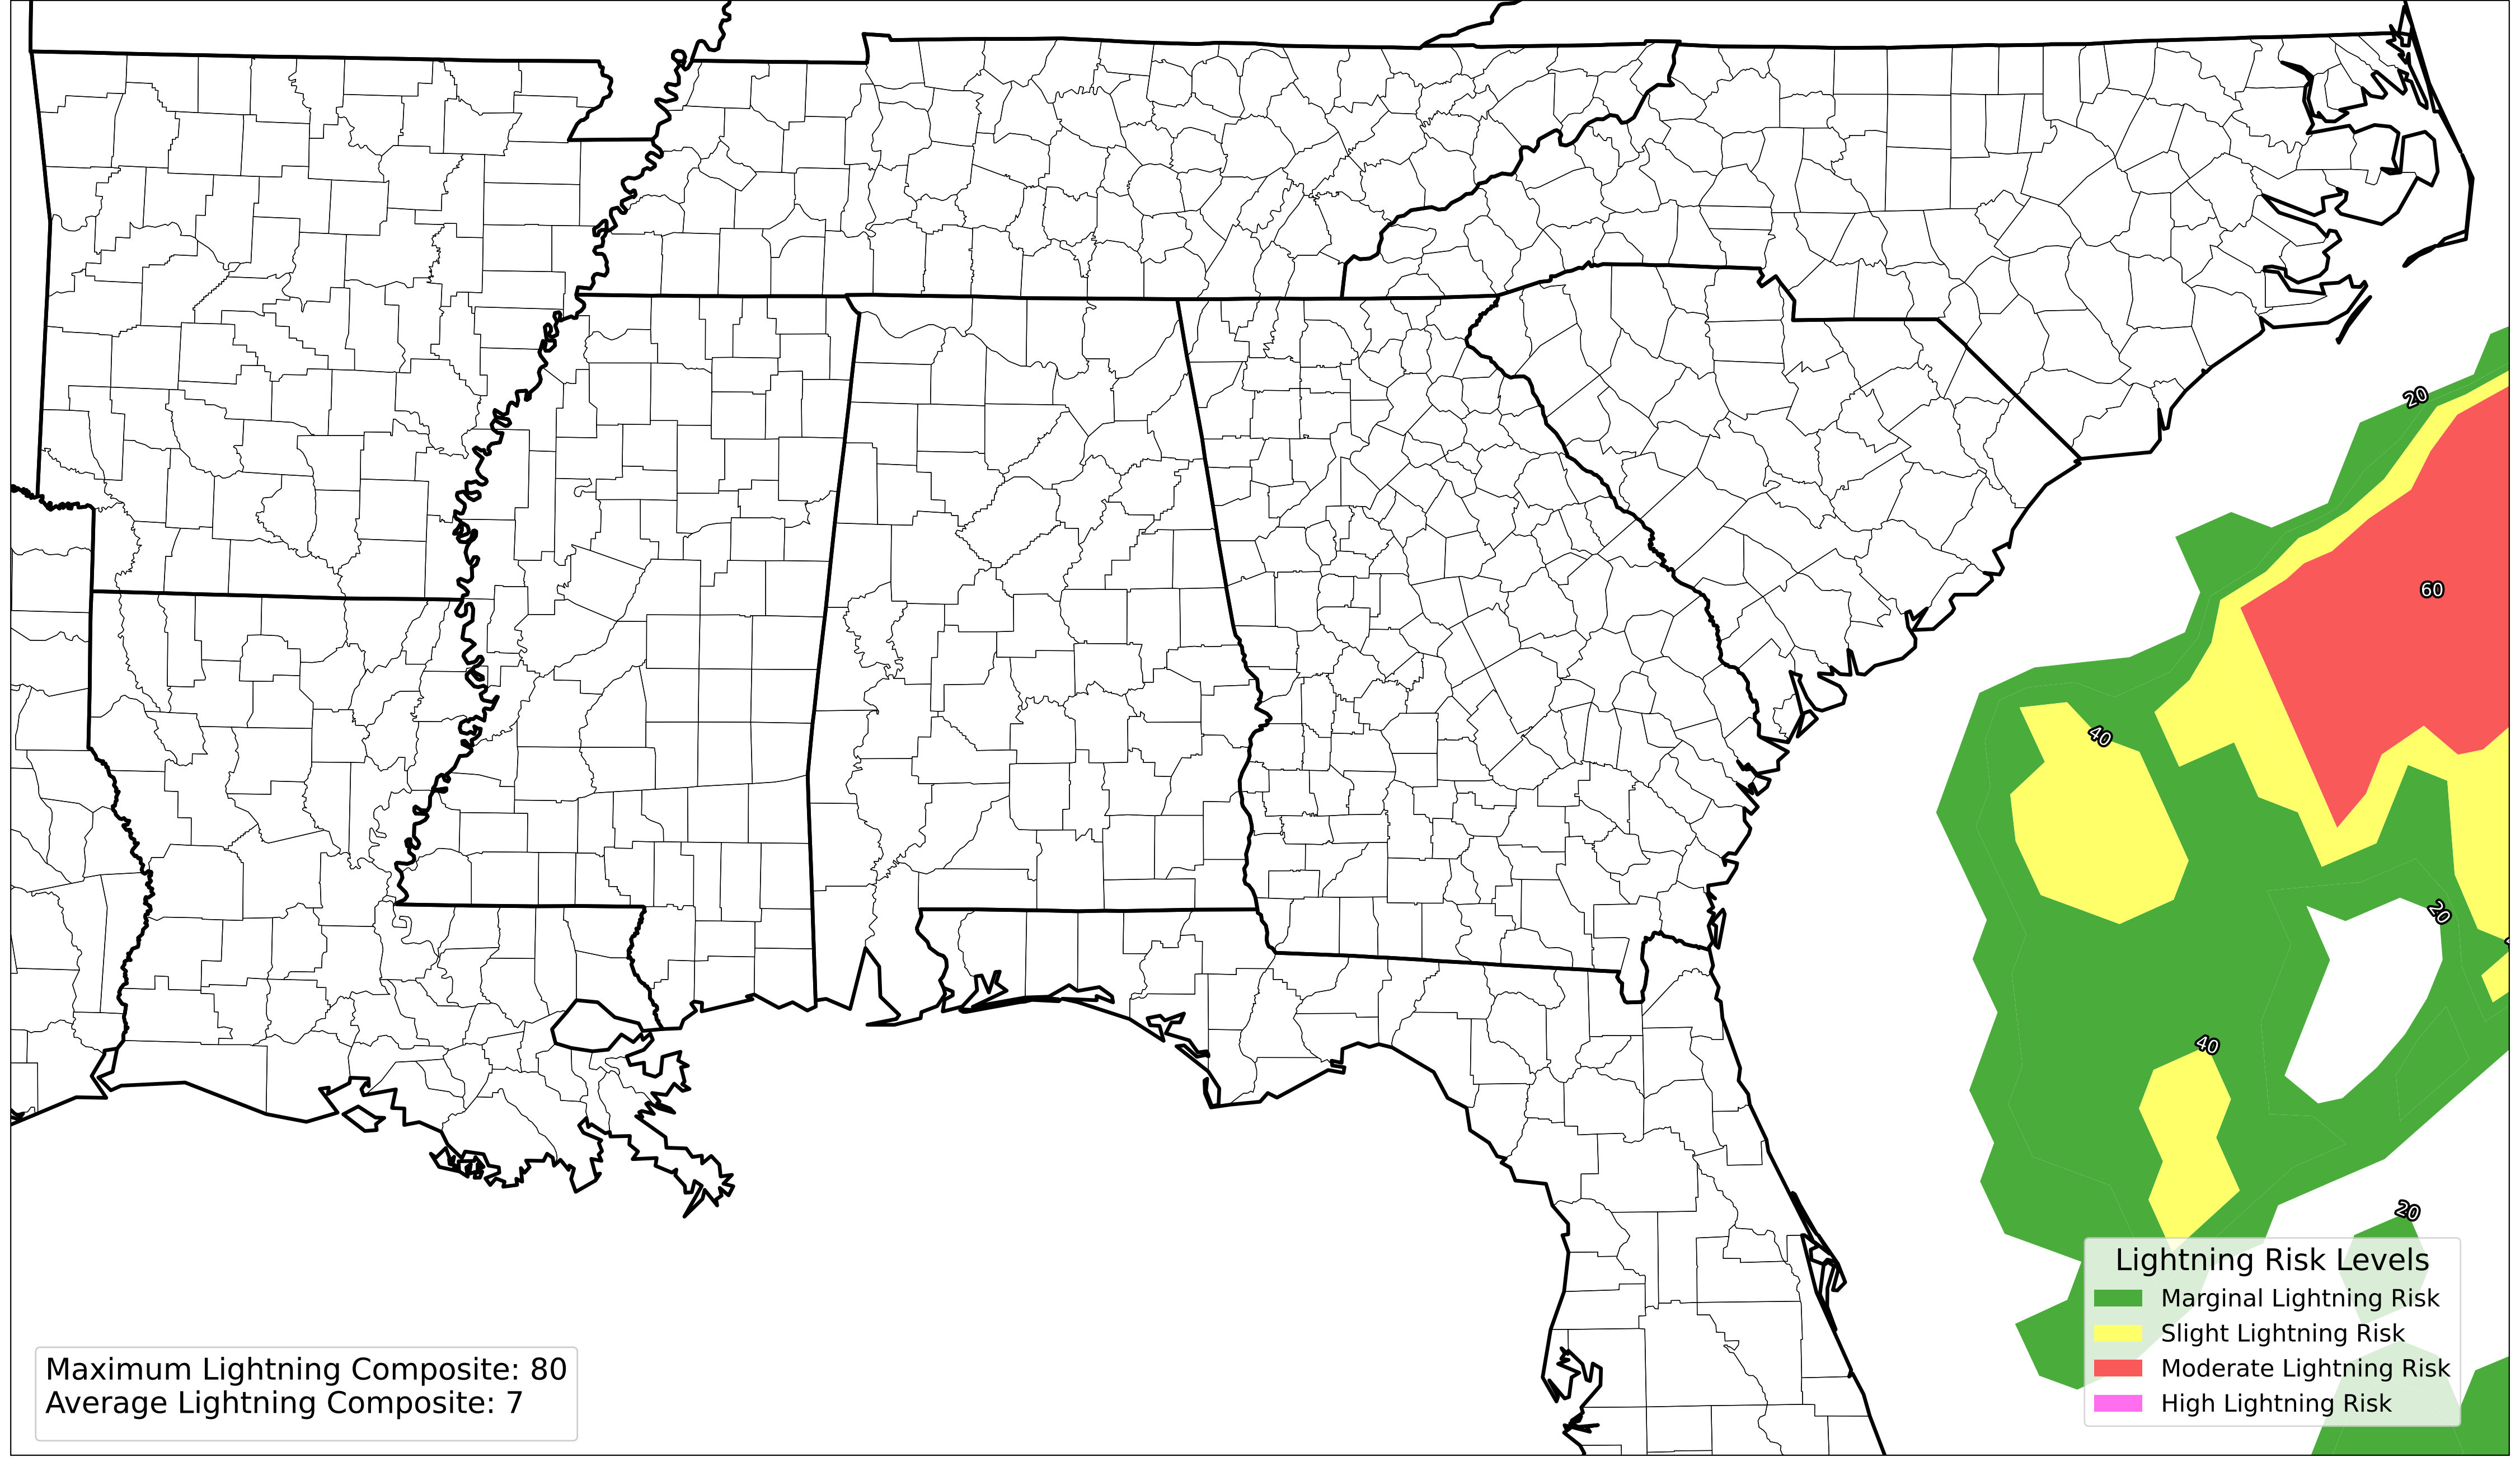 20
60
40
20
40
20
Lightning Risk Levels
Marginal Lightning Risk
Slight Lightning Risk
Moderate Lightning Risk
High Lightning Risk
Maximum Lightning Composite: 80
Average Lightning Composite: 7